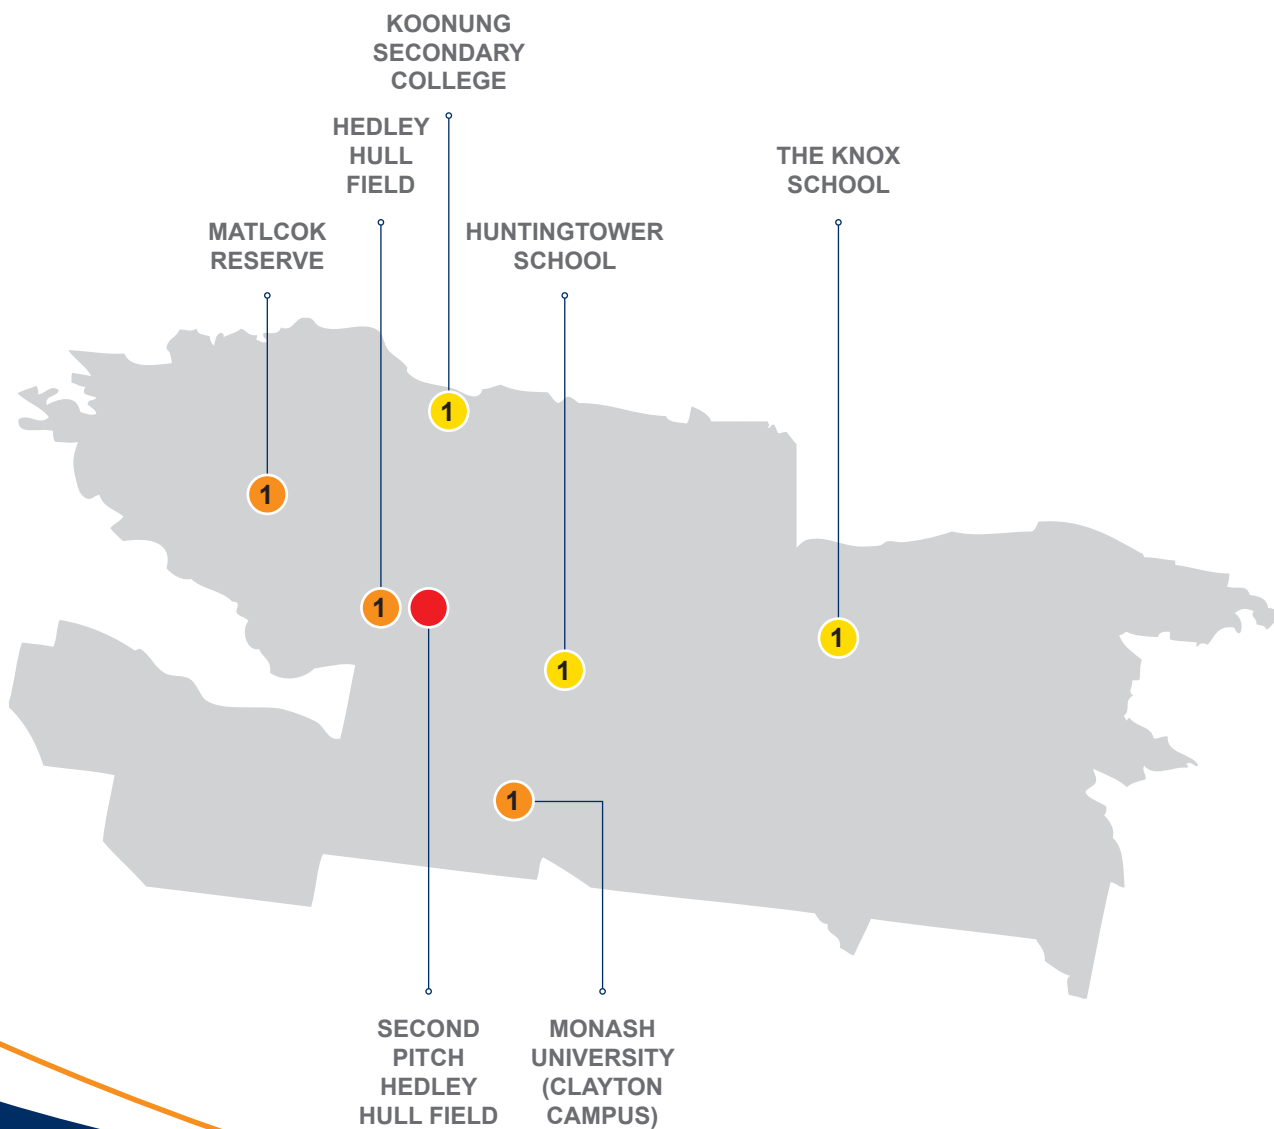 KOONUNG
SECONDARY
COLLEGE
HEDLEY
HULL
FIELD
THE KNOX
SCHOOL
MATLCOK
RESERVE
HUNTINGTOWER
SCHOOL
1
1
1
1
1
1
SECOND
PITCH
HEDLEY
HULL FIELD
MONASH
UNIVERSITY
(CLAYTON
CAMPUS)